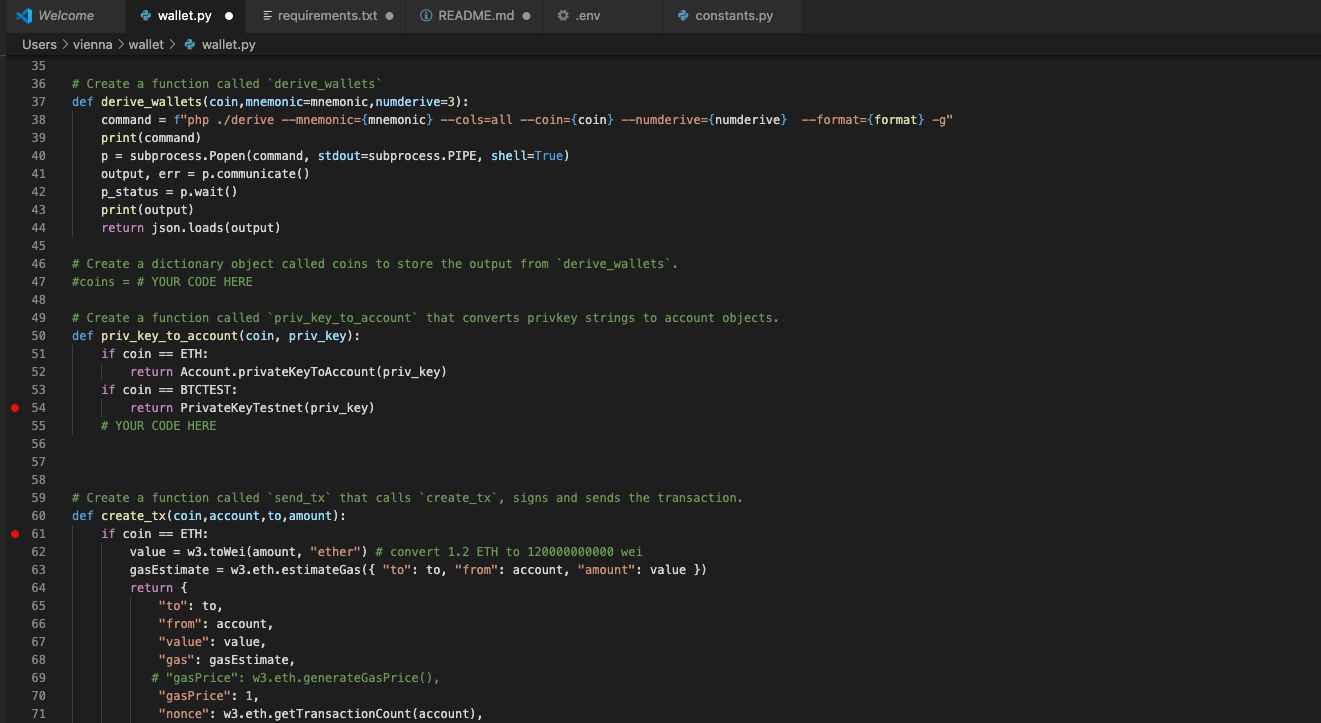 Welcome wallet.py requirements.txt README.md .env constants.py
Users > vienna > wallet > wallet.py
35
36 # Create a function called `derive_wallets`
37 def derive_wallets(coin,mnemonic=mnemonic,numderive=3):
38     command = f"php ./derive --mnemonic={mnemonic} --cols=all --coin={coin} --numderive={numderive}  --format={format} -g"
39     print(command)
40     p = subprocess.Popen(command, stdout=subprocess.PIPE, shell=True)
41     output, err = p.communicate()
42     p_status = p.wait()
43     print(output)
44     return json.loads(output)
45
46 # Create a dictionary object called coins to store the output from `derive_wallets`.
47 #coins = # YOUR CODE HERE
48
49 # Create a function called `priv_key_to_account` that converts privkey strings to account objects.
50 def priv_key_to_account(coin, priv_key):
51     if coin == ETH:
52         return Account.privateKeyToAccount(priv_key)
53     if coin == BTCTEST:
54         return PrivateKeyTestnet(priv_key)
55     # YOUR CODE HERE
56
57
58
59 # Create a function called `send_tx` that calls `create_tx`, signs and sends the transaction.
60 def create_tx(coin,account,to,amount):
61     if coin == ETH:
62         value = w3.toWei(amount, "ether") # convert 1.2 ETH to 120000000000 wei
63         gasEstimate = w3.eth.estimateGas({ "to": to, "from": account, "amount": value })
64         return {
65             "to": to,
66             "from": account,
67             "value": value,
68             "gas": gasEstimate,
69            # "gasPrice": w3.eth.generateGasPrice(),
70             "gasPrice": 1,
71             "nonce": w3.eth.getTransactionCount(account),